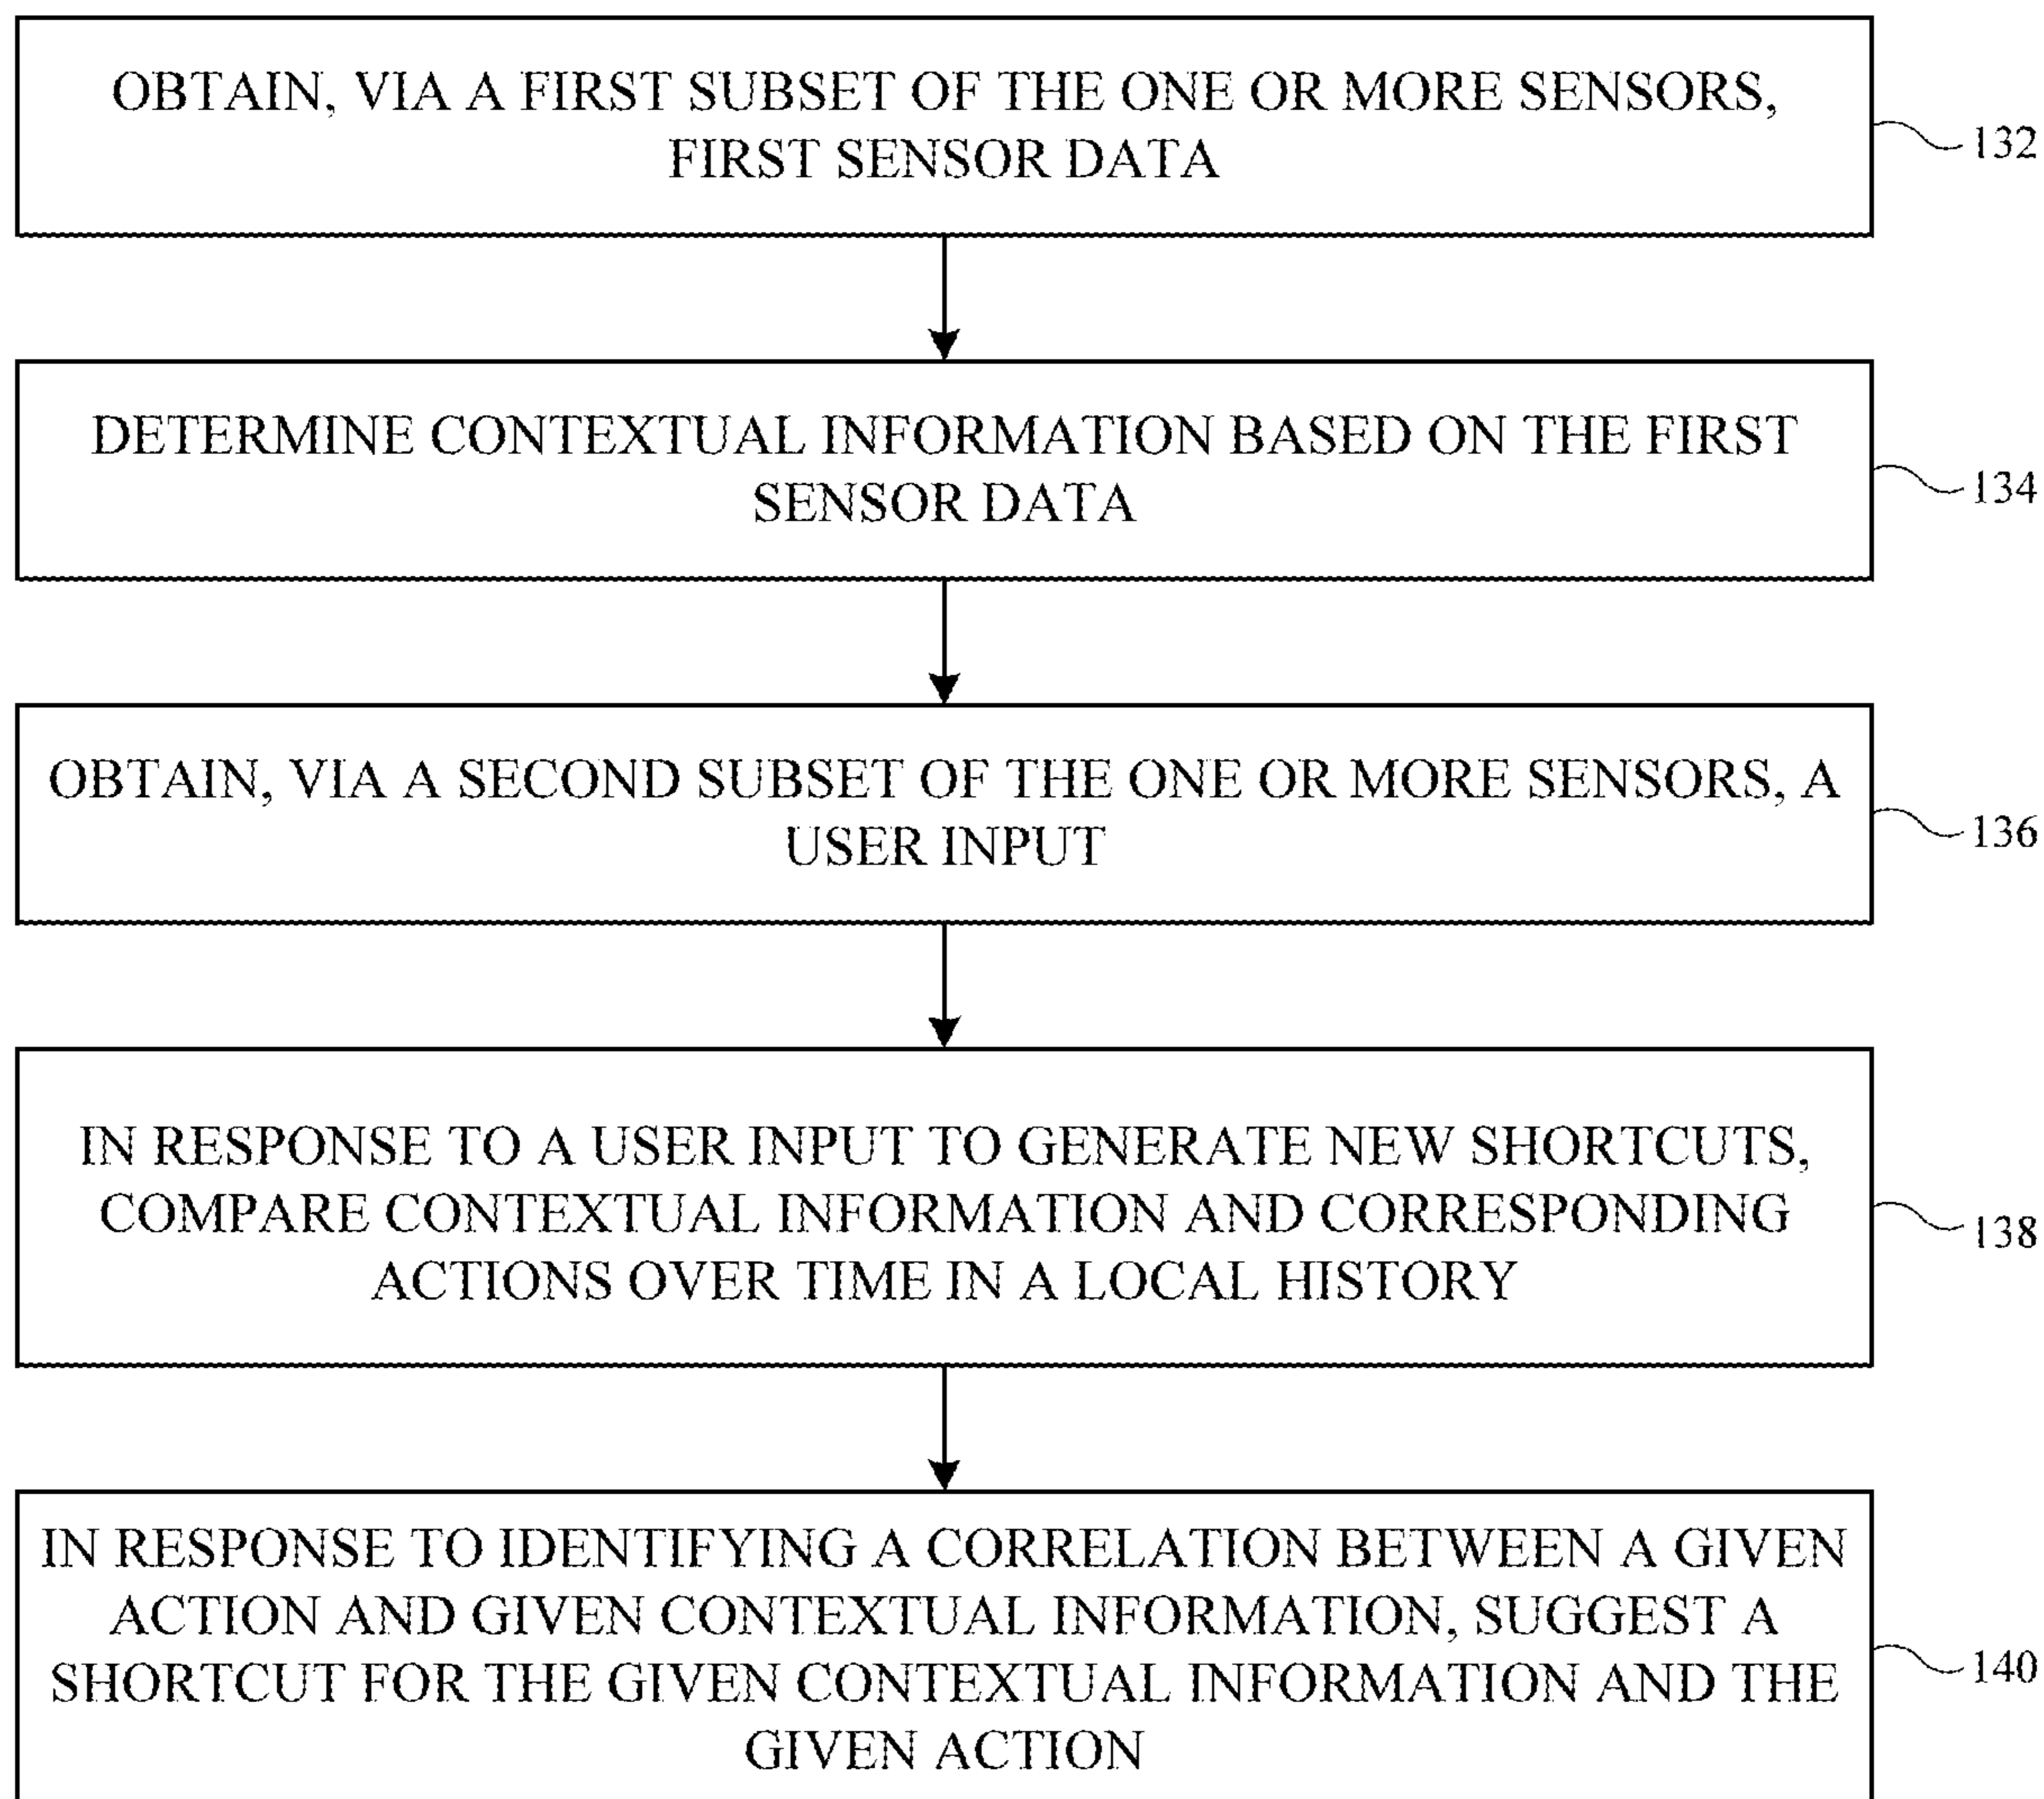 OBTAIN, VIA A FIRST SUBSET OF THE ONE OR MORE SENSORS,
FIRST SENSOR DATA
132
DETERMINE CONTEXTUAL INFORMATION BASED ON THE FIRST
SENSOR DATA
134
OBTAIN, VIA A SECOND SUBSET OF THE ONE OR MORE SENSORS, A
USER INPUT
136
IN RESPONSE TO A USER INPUT TO GENERATE NEW SHORTCUTS,
COMPARE CONTEXTUAL INFORMATION AND CORRESPONDING
ACTIONS OVER TIME IN A LOCAL HISTORY
138
IN RESPONSE TO IDENTIFYING A CORRELATION BETWEEN A GIVEN
ACTION AND GIVEN CONTEXTUAL INFORMATION, SUGGEST A
SHORTCUT FOR THE GIVEN CONTEXTUAL INFORMATION AND THE
GIVEN ACTION
140